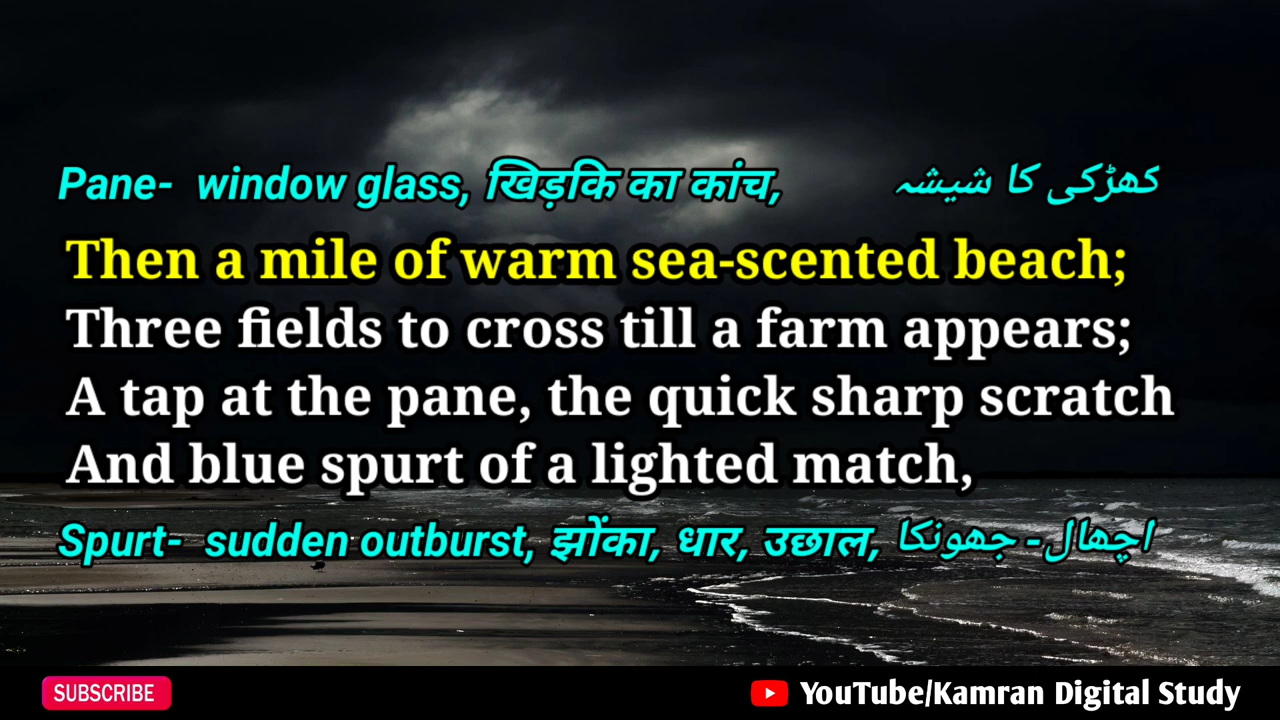 Pane- window glass, खिड़कि का कांच, کھڑکی کا شیشہ
Then a mile of warm sea-scented beach;
Three fields to cross till a farm appears;
A tap at the pane, the quick sharp scratch
And blue spurt of a lighted match,
Spurt- sudden outburst, झोंका, धार, उछाल, اچھال- جھونکا
SUBSCRIBE
YouTube/Kamran Digital Study